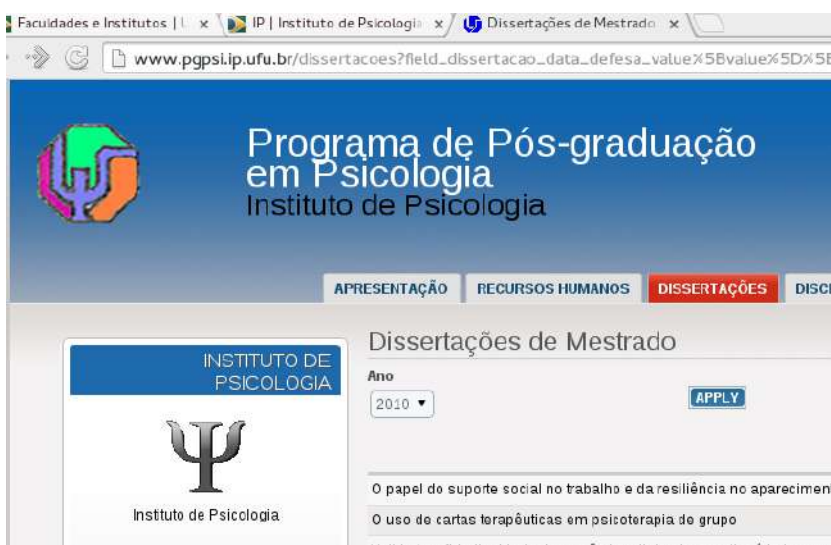 Faculdades e Institutos |
IP | Instituto de Psicologia
Dissertações de Mestrado
www.pgpsi.ip.ufu.br/dissertacoes?field_dissertacao_data_defesa_value%5Bvalue%5D%5
Programa de Pós-graduação
em Psicologia
Instituto de Psicologia
APRESENTAÇÃO
RECURSOS HUMANOS
DISSERTAÇÕES
DISC
INSTITUTO DE
PSICOLOGIA
Instituto de Psicologia
Dissertações de Mestrado
Ano
2010
APPLY
O papel do suporte social no trabalho e da resiliência no aparecimen
O uso de cartas terapêuticas em psicoterapia de grupo